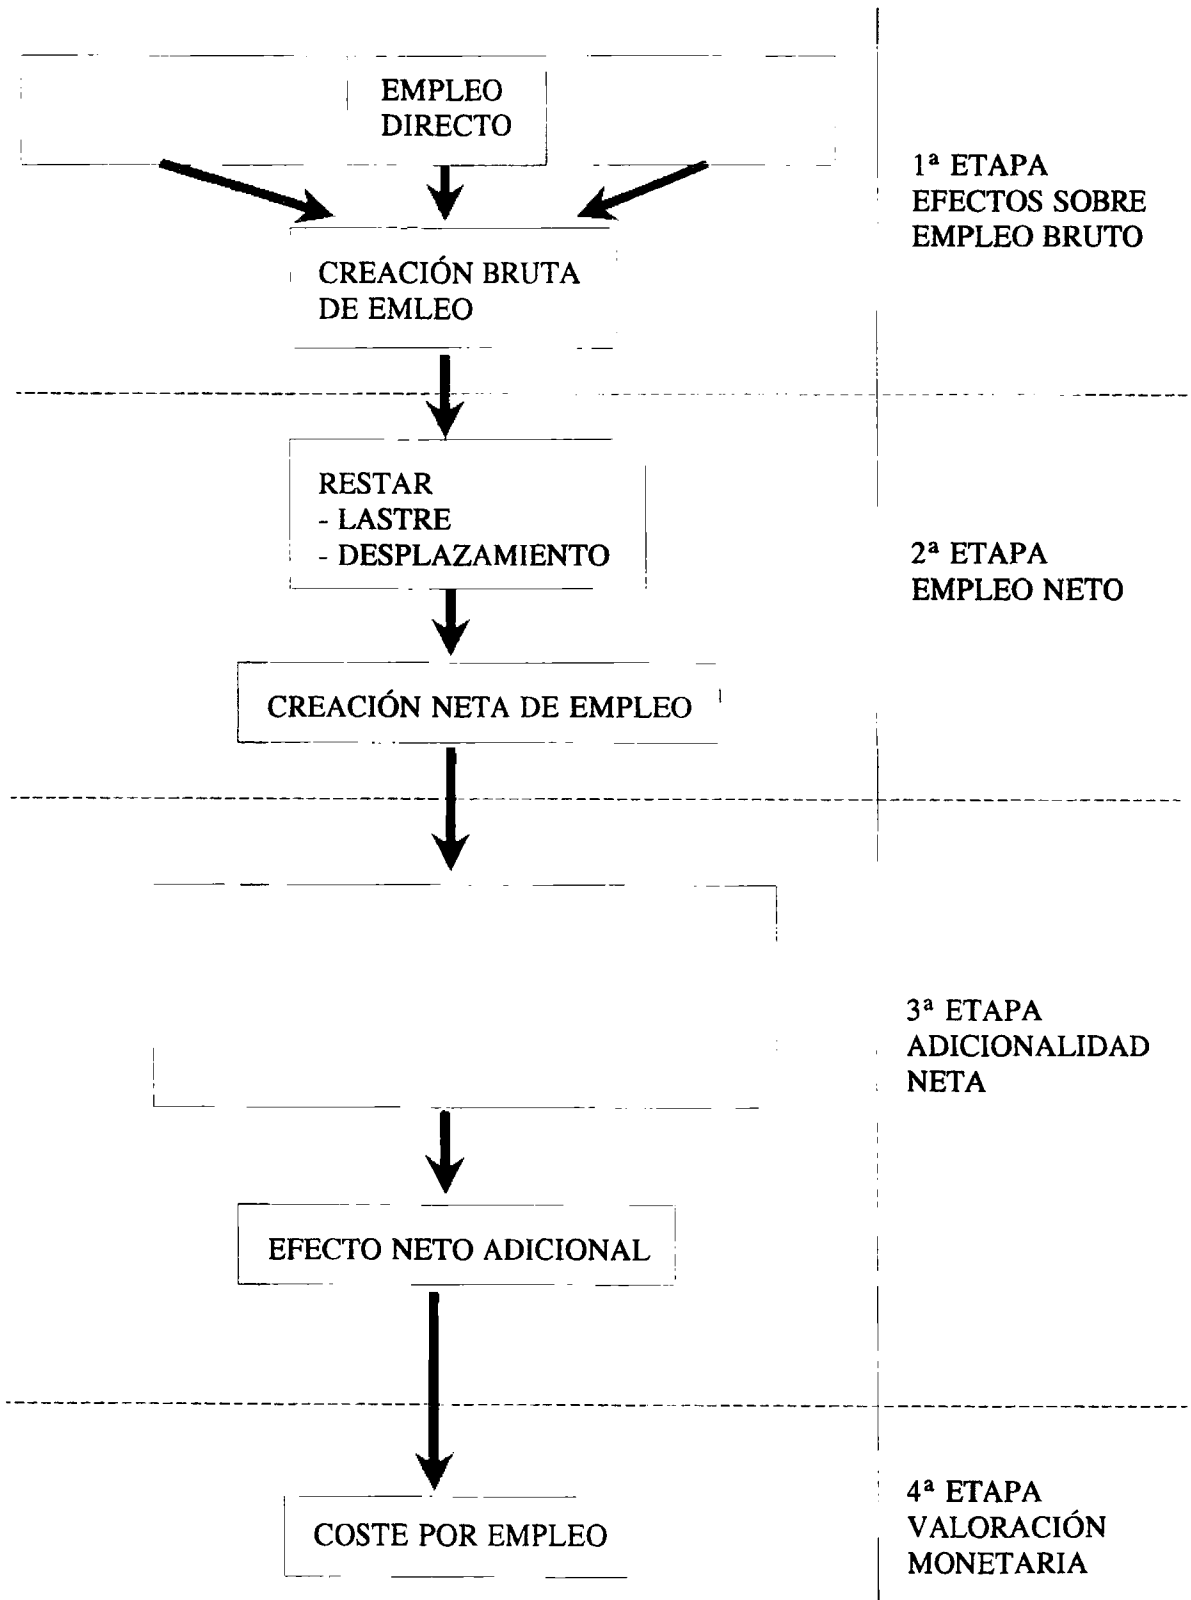 EMPLEO
DIRECTO
1ª ETAPA
EFECTOS SOBRE
EMPLEO BRUTO
CREACIÓN BRUTA
DE EMLEO
RESTAR
- LASTRE
- DESPLAZAMIENTO
2ª ETAPA
EMPLEO NETO
CREACIÓN NETA DE EMPLEO
3ª ETAPA
ADICIONALIDAD
NETA
EFECTO NETO ADICIONAL
4ª ETAPA
VALORACIÓN
MONETARIA
COSTE POR EMPLEO